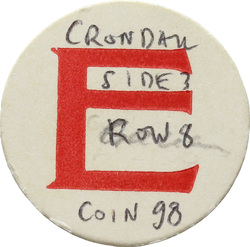 CRONDALL
SIDE 3
ROW 8
COIN 98
E